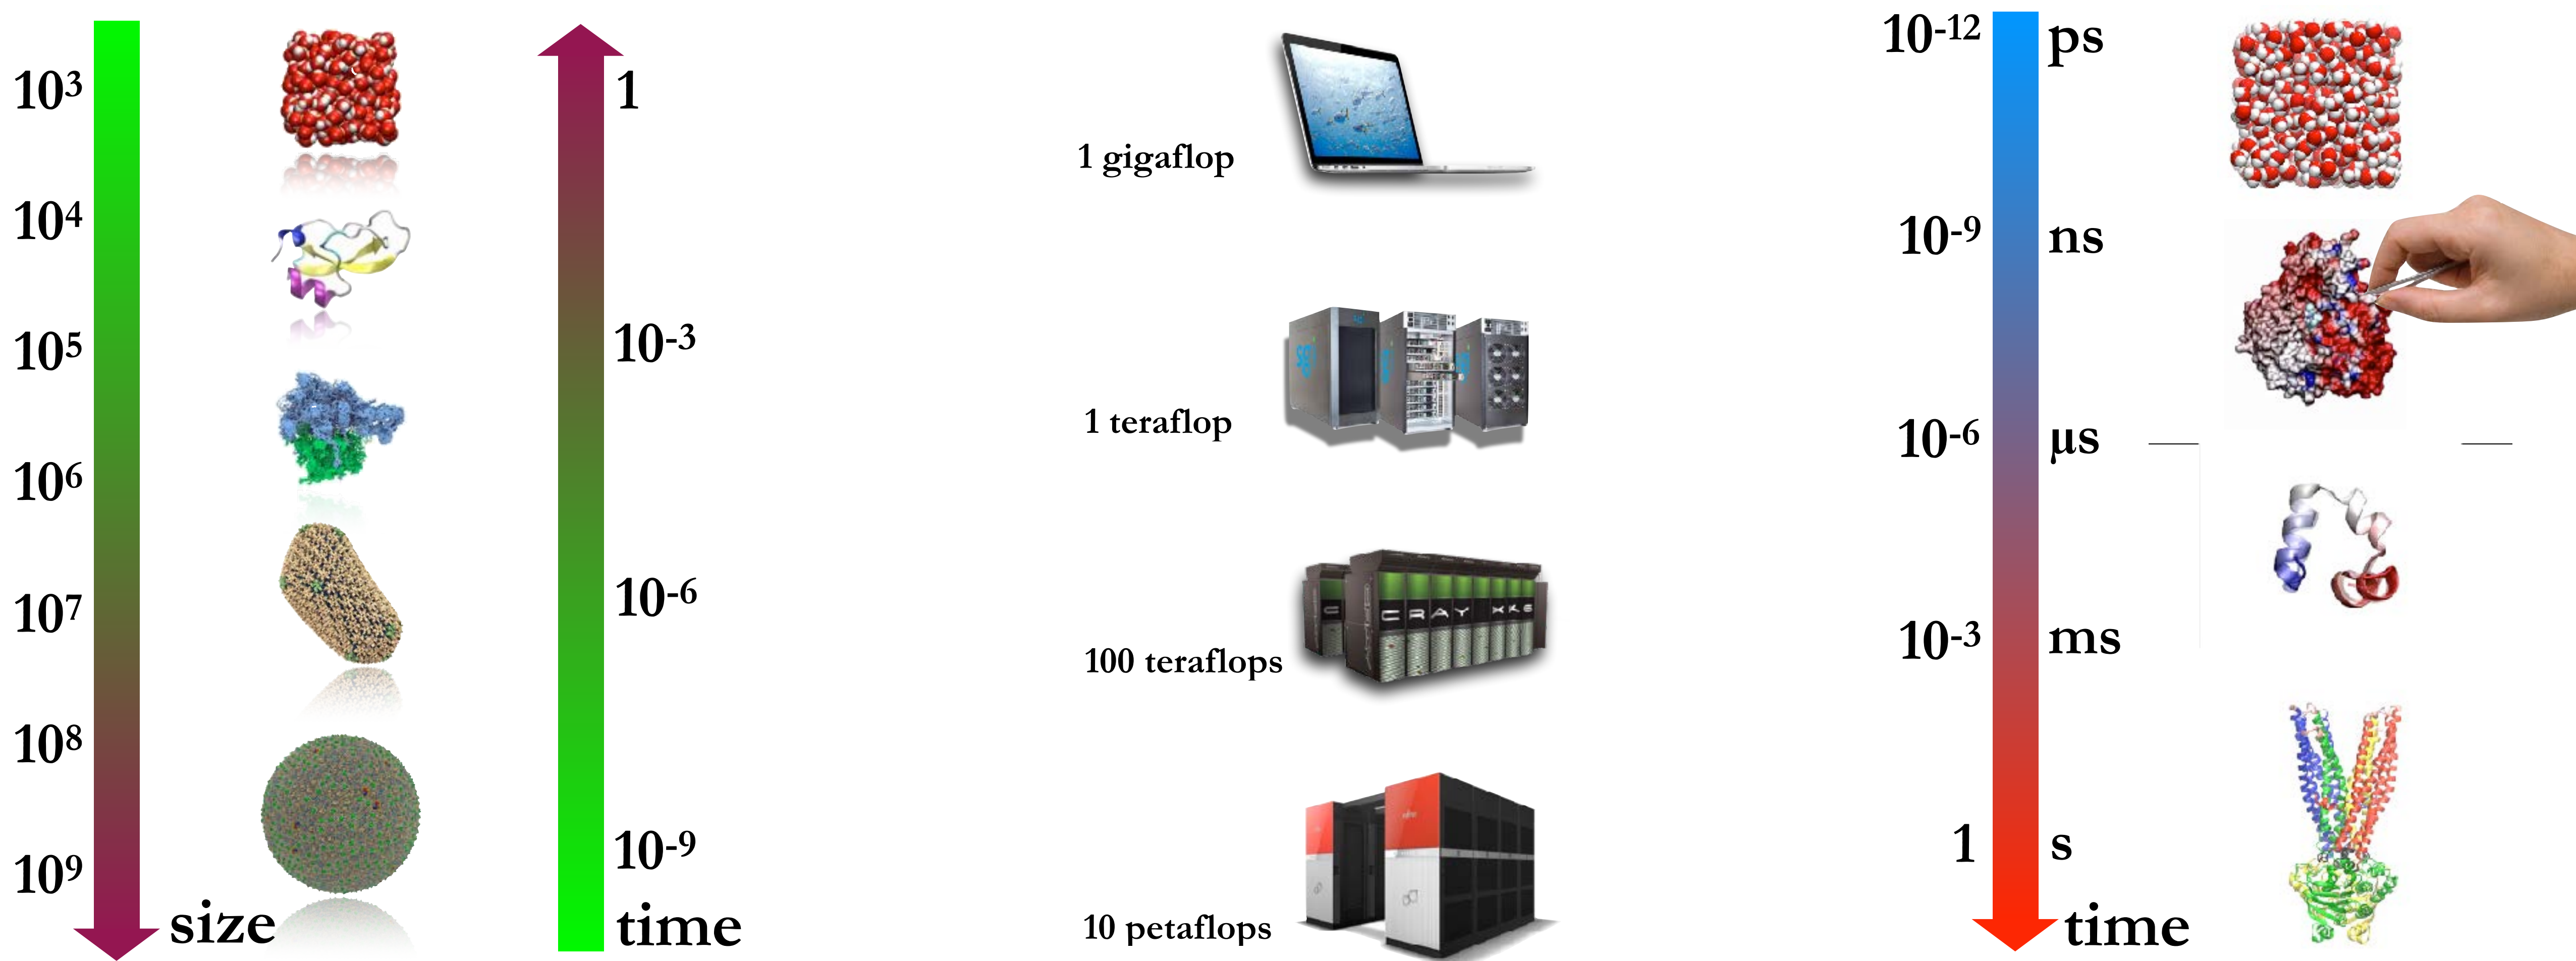 10³
10⁴
10⁵
10⁶
10⁷
10⁸
10⁹
size
1
10⁻³
10⁻⁶
10⁻⁹
time
1 gigaflop
1 teraflop
100 teraflops
CRAY XK6
10 petaflops
10⁻¹² ps
10⁻⁹ ns
10⁻⁶ µs
10⁻³ ms
1 s
time